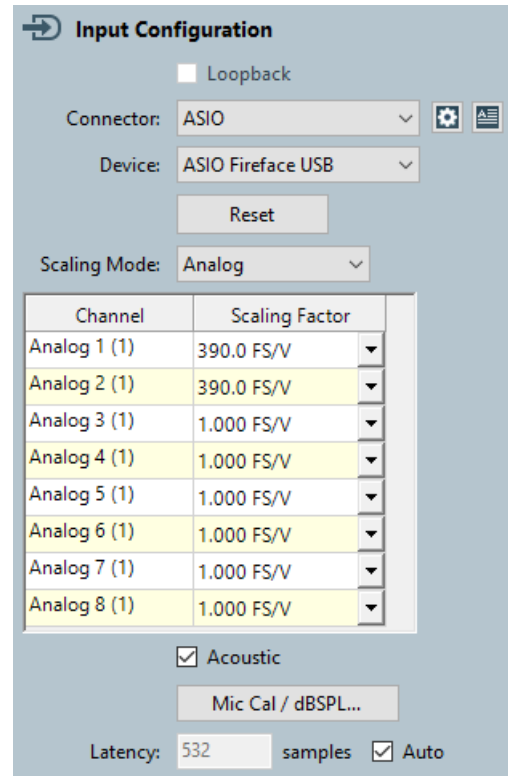 Input Configuration
Loopback
Connector: ASIO
Device: ASIO Fireface USB
Reset
Scaling Mode: Analog
Channel Scaling Factor
Analog 1 (1) 390.0 FS/V
Analog 2 (1) 390.0 FS/V
Analog 3 (1) 1.000 FS/V
Analog 4 (1) 1.000 FS/V
Analog 5 (1) 1.000 FS/V
Analog 6 (1) 1.000 FS/V
Analog 7 (1) 1.000 FS/V
Analog 8 (1) 1.000 FS/V
Acoustic
Mic Cal / dBSPL...
Latency: 532 samples Auto